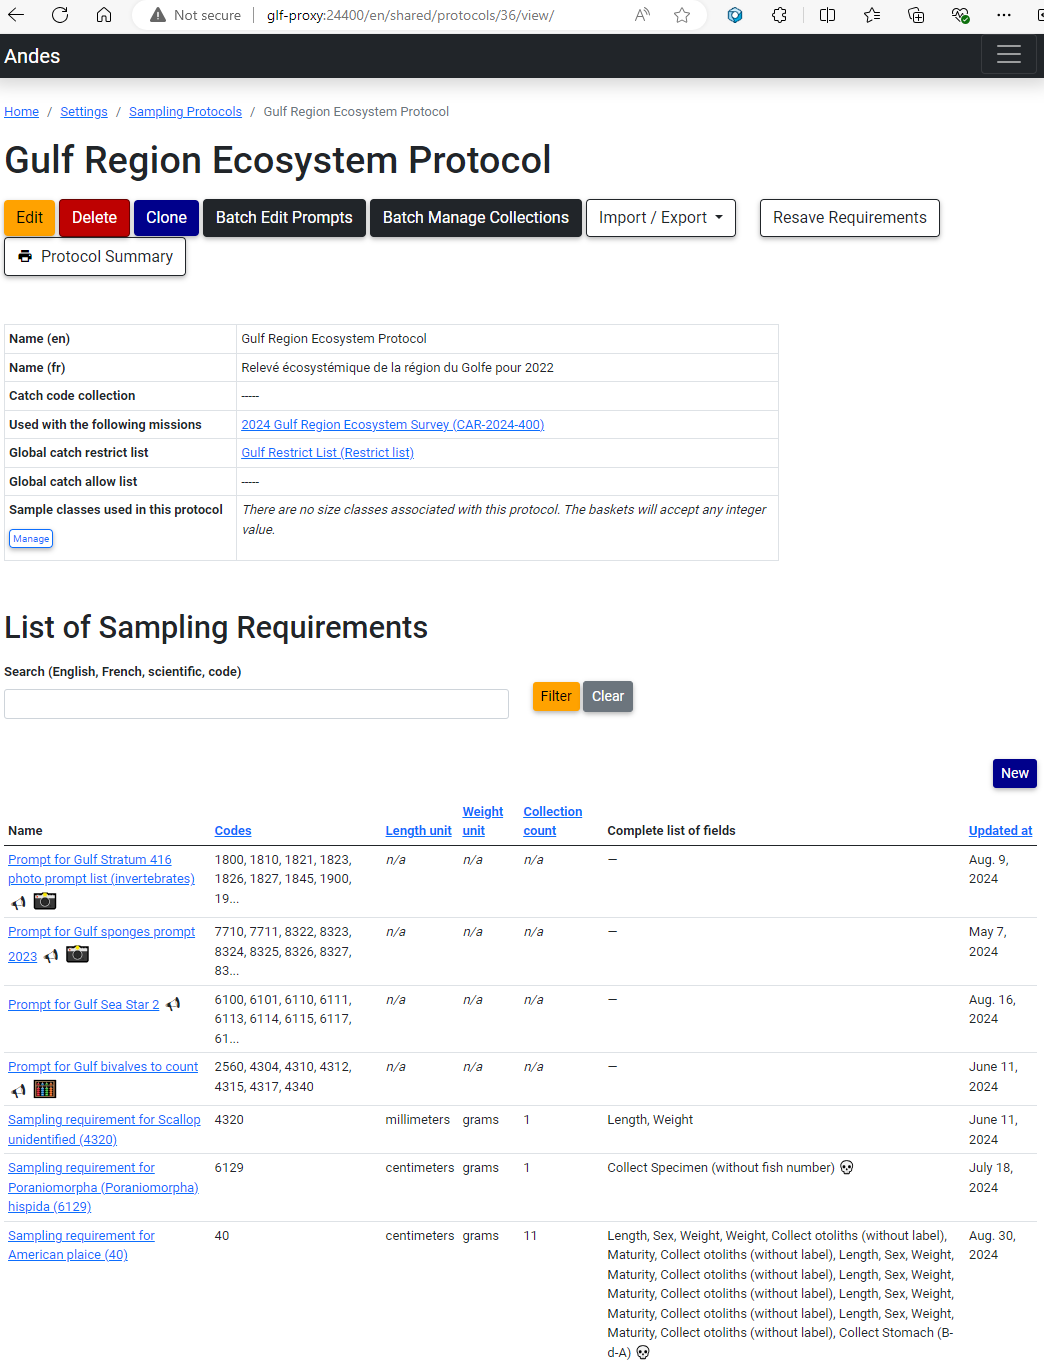 Not secure
glf-proxy:24400/en/shared/protocols/36/view/
Andes
Home / Settings / Sampling Protocols / Gulf Region Ecosystem Protocol
Gulf Region Ecosystem Protocol
Edit Delete Clone Batch Edit Prompts Batch Manage Collections Import / Export Resave Requirements
Protocol Summary
Name (en) Gulf Region Ecosystem Protocol
Name (fr) Relevé écosystémique de la région du Golfe pour 2022
Catch code collection -----
Used with the following missions 2024 Gulf Region Ecosystem Survey (CAR-2024-400)
Global catch restrict list Gulf Restrict List (Restrict list)
Global catch allow list -----
Sample classes used in this protocol There are no size classes associated with this protocol. The baskets will accept any integer
value.
Manage
List of Sampling Requirements
Search (English, French, scientific, code)
Filter Clear
New
Weight Collection
Name Codes Length unit unit count Complete list of fields Updated at
Prompt for Gulf Stratum 416 1800, 1810, 1821, 1823, n/a n/a n/a — Aug. 9,
photo prompt list (invertebrates) 1826, 1827, 1845, 1900, 2024
19...
Prompt for Gulf sponges prompt 7710, 7711, 8322, 8323, n/a n/a n/a — May 7,
2023 8324, 8325, 8326, 8327, 2024
83...
Prompt for Gulf Sea Star 2 6100, 6101, 6110, 6111, n/a n/a n/a — Aug. 16,
6113, 6114, 6115, 6117, 2024
61...
Prompt for Gulf bivalves to count 2560, 4304, 4310, 4312, n/a n/a n/a — June 11,
4315, 4317, 4340 2024
Sampling requirement for Scallop 4320 millimeters grams 1 Length, Weight June 11,
unidentified (4320) 2024
Sampling requirement for 6129 centimeters grams 1 Collect Specimen (without fish number) July 18,
Poraniomorpha (Poraniomorpha) 2024
hispida (6129)
Sampling requirement for 40 centimeters grams 11 Length, Sex, Weight, Weight, Collect otoliths (without label), Aug. 30,
American plaice (40) Maturity, Collect otoliths (without label), Length, Sex, Weight, 2024
Maturity, Collect otoliths (without label), Length, Sex, Weight,
Maturity, Collect otoliths (without label), Length, Sex, Weight,
Maturity, Collect otoliths (without label), Length, Sex, Weight,
Maturity, Collect otoliths (without label), Collect Stomach (B-
d-A)